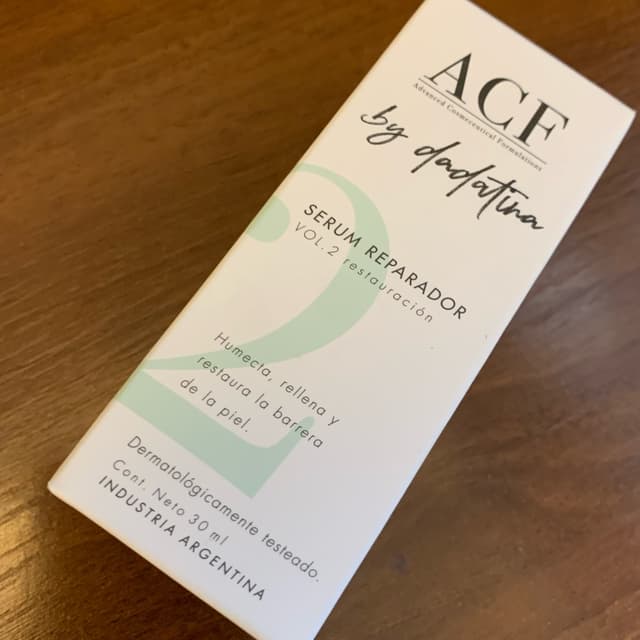 ACF
Advanced Cosmeceutical Formulations
by dadatina
2
SERUM REPARADOR
VOL.2 restauración
Humecta, rellena y
restaura la barrera
de la piel.
Dermatológicamente testeado.
Cont. Neto 30 ml
INDUSTRIA ARGENTINA